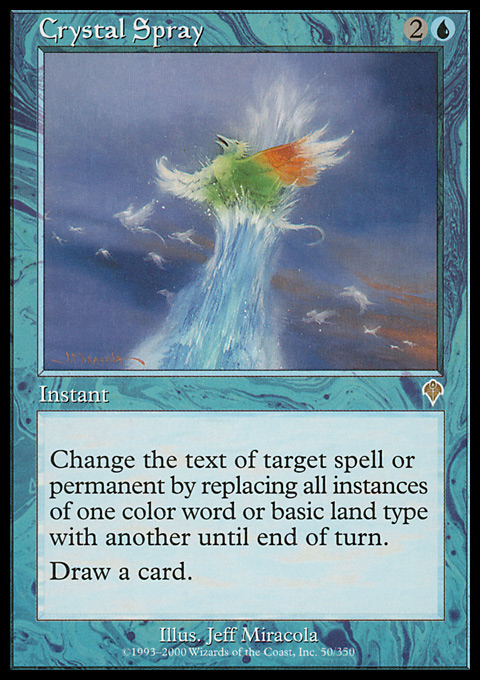 Crystal Spray 2
Instant
Change the text of target spell or
permanent by replacing all instances
of one color word or basic land type
with another until end of turn.
Draw a card.
Illus. Jeff Miracola
©1993–2000 Wizards of the Coast, Inc. 50/350